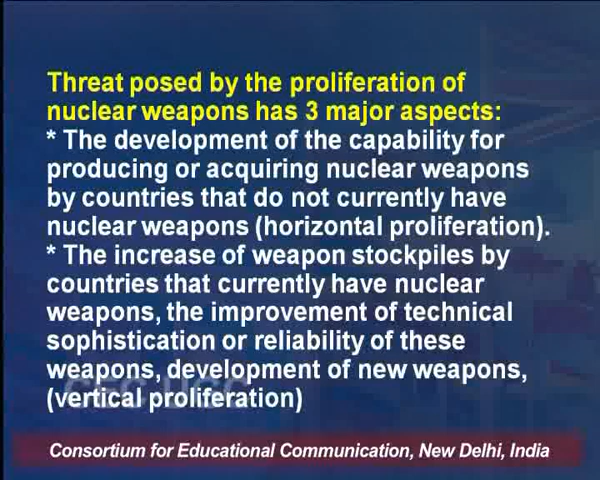 Threat posed by the proliferation of
nuclear weapons has 3 major aspects:
* The development of the capability for
producing or acquiring nuclear weapons
by countries that do not currently have
nuclear weapons (horizontal proliferation).
* The increase of weapon stockpiles by
countries that currently have nuclear
weapons, the improvement of technical
sophistication or reliability of these
weapons, development of new weapons,
(vertical proliferation)
CEC-UGC
Consortium for Educational Communication, New Delhi, India